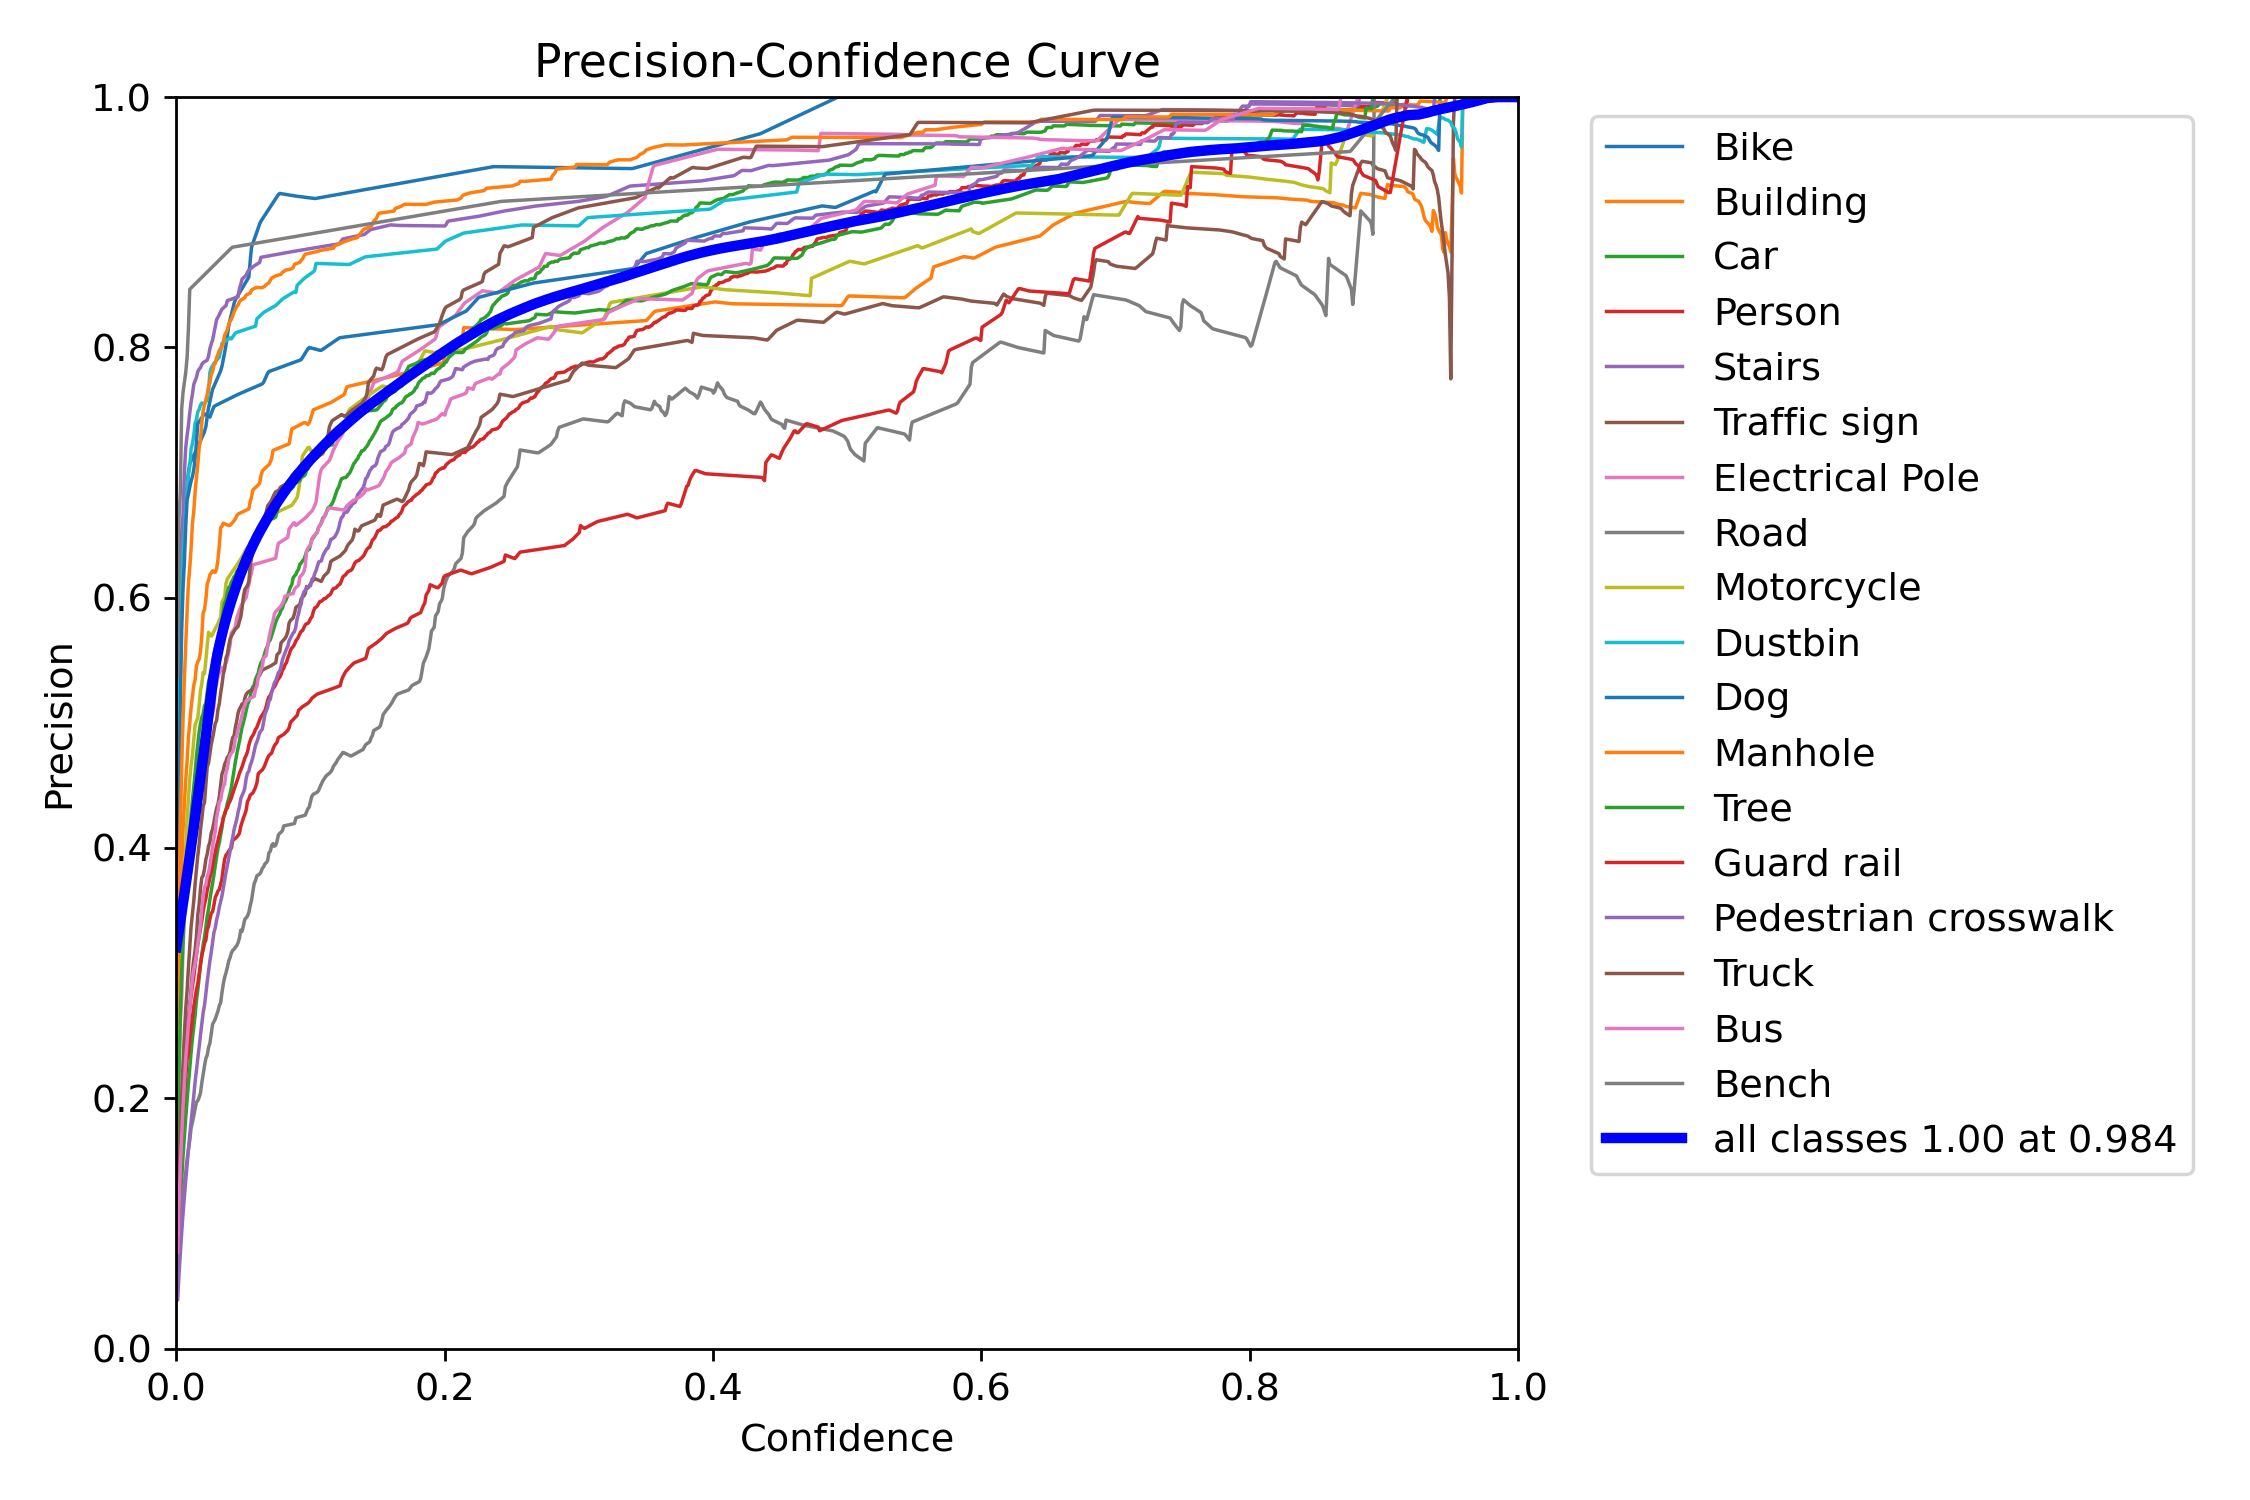 Precision-Confidence Curve
1.0
0.8
0.6
0.4
0.2
0.0
Precision
0.0 0.2 0.4 0.6 0.8 1.0
Confidence
Bike
Building
Car
Person
Stairs
Traffic sign
Electrical Pole
Road
Motorcycle
Dustbin
Dog
Manhole
Tree
Guard rail
Pedestrian crosswalk
Truck
Bus
Bench
all classes 1.00 at 0.984